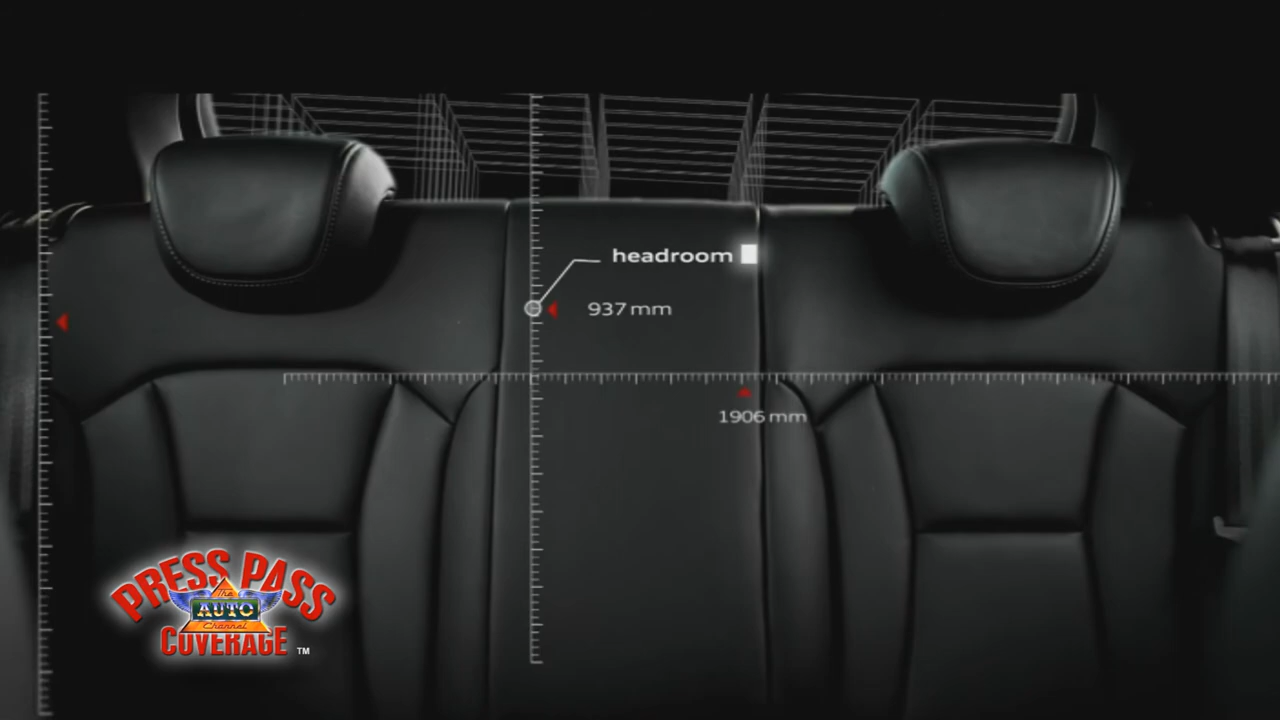 headroom
937 mm
1906 mm
PRESS PASS
The
AUTO
Channel
COVERAGE
TM